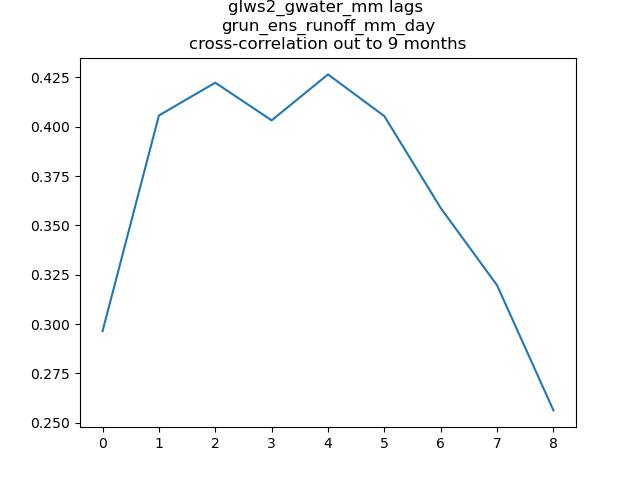 glws2_gwater_mm lags
grun_ens_runoff_mm_day
cross-correlation out to 9 months
0.425
0.400
0.375
0.350
0.325
0.300
0.275
0.250
0 1 2 3 4 5 6 7 8